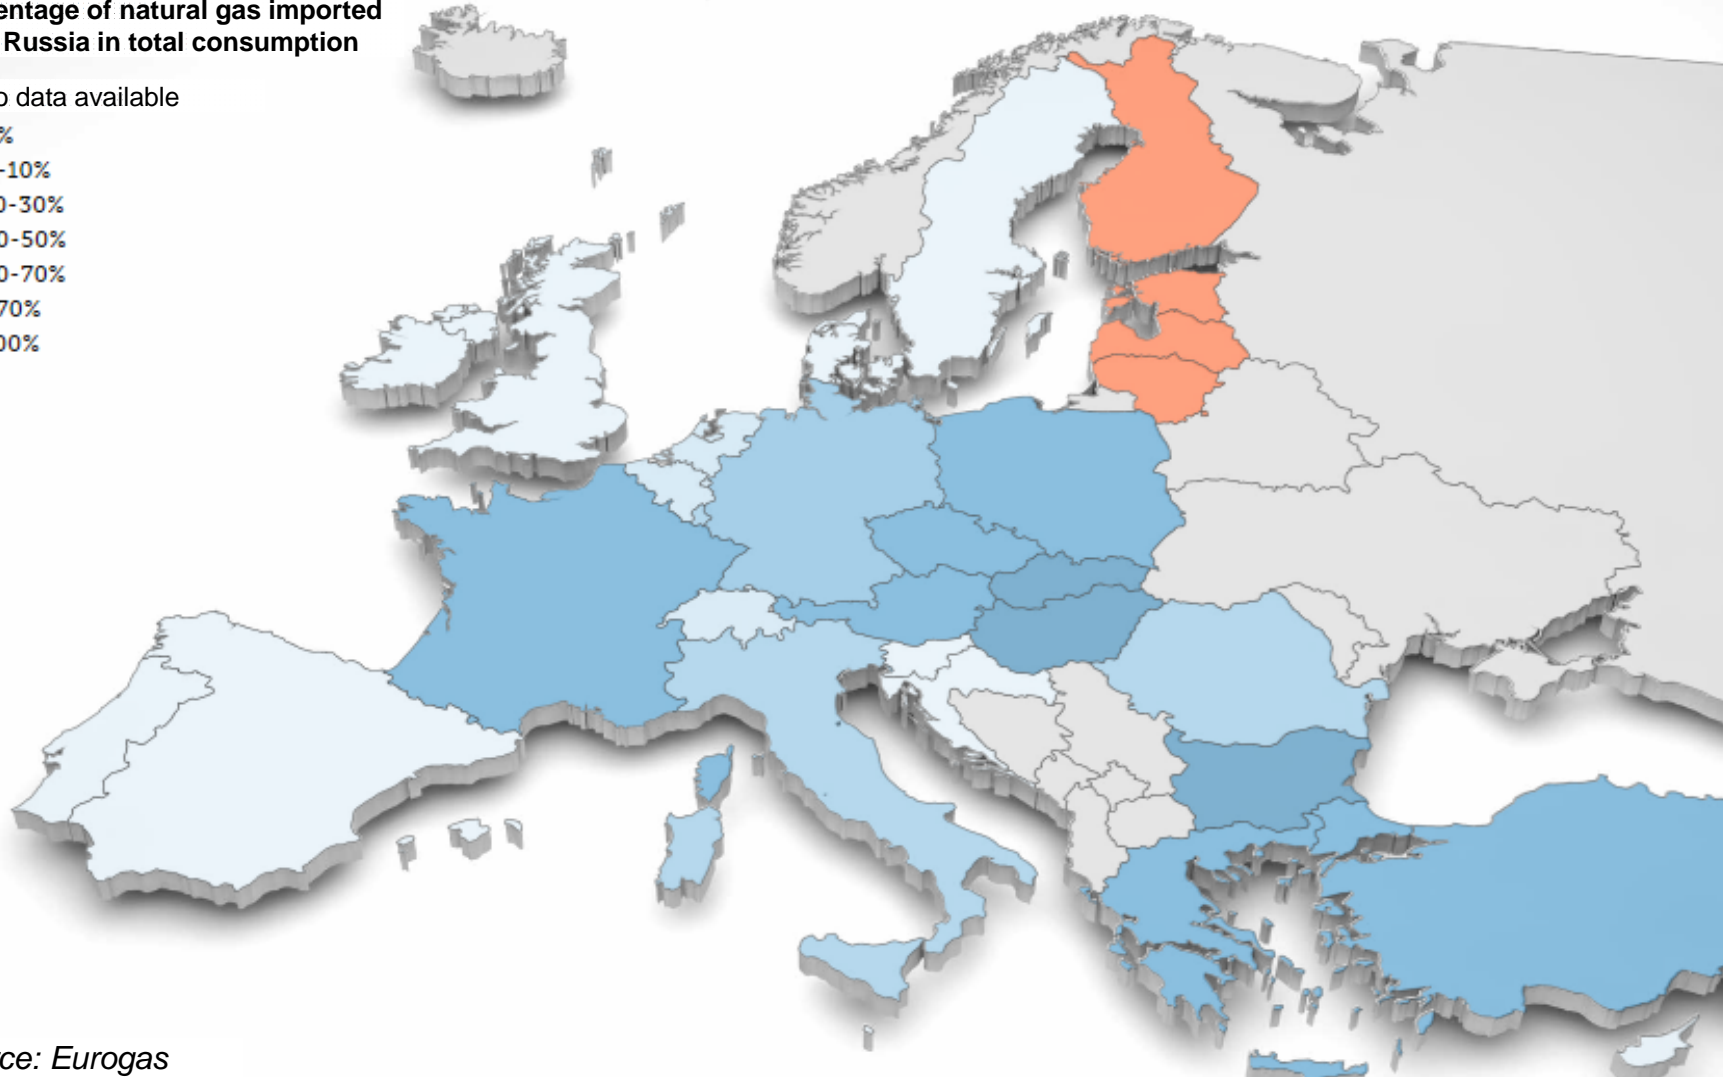 entage of natural gas imported
Russia in total consumption
o data available
%
-10%
0-30%
0-50%
0-70%
70%
00%
rce: Eurogas